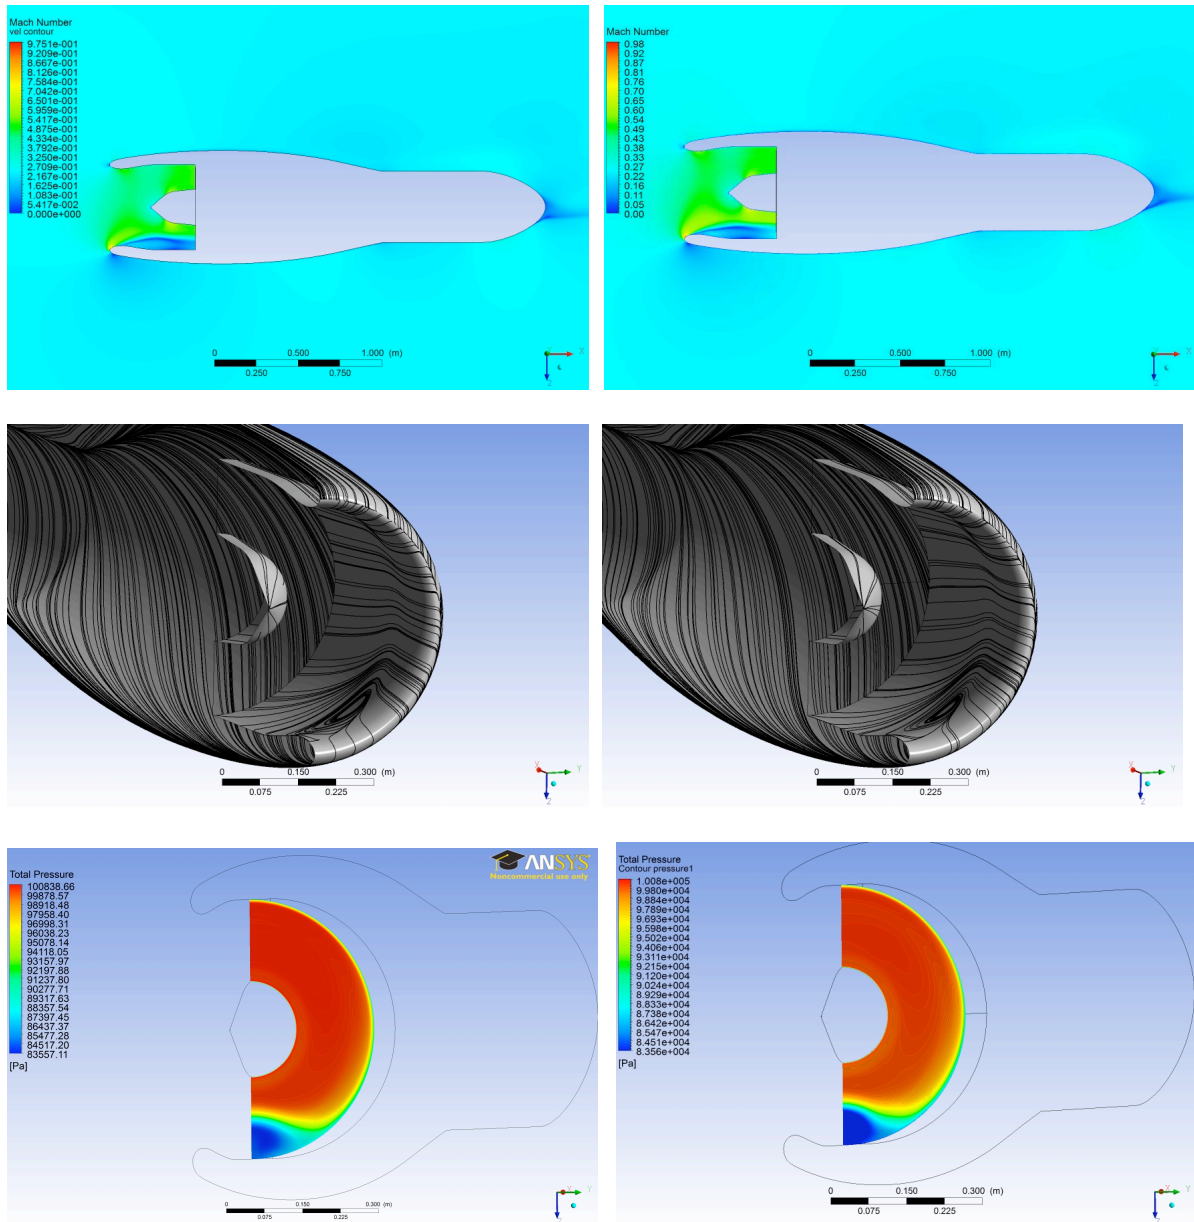 Mach Number
vel contour
9.751e-001
9.209e-001
8.667e-001
8.126e-001
7.584e-001
7.042e-001
6.501e-001
5.959e-001
5.417e-001
4.875e-001
4.334e-001
3.792e-001
3.250e-001
2.709e-001
2.167e-001
1.625e-001
1.083e-001
5.417e-002
0.000e+000
0 0.500 1.000 (m)
0.250 0.750
X
Z
Mach Number
0.98
0.92
0.87
0.81
0.76
0.70
0.65
0.60
0.54
0.49
0.43
0.38
0.33
0.27
0.22
0.16
0.11
0.05
0.00
0 0.500 1.000 (m)
0.250 0.750
X
Z
0 0.150 0.300 (m)
0.075 0.225
X
Y
Z
0 0.150 0.300 (m)
0.075 0.225
X
Y
Z
Total Pressure
100838.66
99878.57
98918.48
97958.40
96998.31
96038.23
95078.14
94118.05
93157.97
92197.88
91237.80
90277.71
89317.63
88357.54
87397.45
86437.37
85477.28
84517.20
83557.11
[Pa]
ANSYS
Noncommercial use only
0 0.150 0.300 (m)
0.075 0.225
Y
Z
Total Pressure
Contour pressure1
1.008e+005
9.980e+004
9.884e+004
9.789e+004
9.693e+004
9.598e+004
9.502e+004
9.406e+004
9.311e+004
9.215e+004
9.120e+004
9.024e+004
8.929e+004
8.833e+004
8.738e+004
8.642e+004
8.547e+004
8.451e+004
8.356e+004
[Pa]
0 0.150 0.300 (m)
0.075 0.225
Y
Z